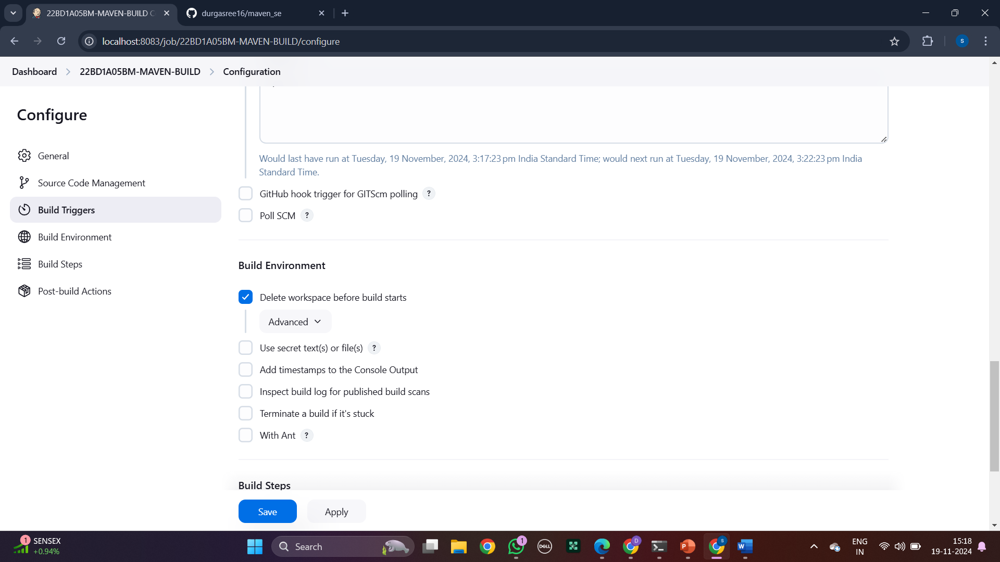 22BD1A05BM-MAVEN-BUILD C
durgasree16/maven_se
localhost:8083/job/22BD1A05BM-MAVEN-BUILD/configure
S
Dashboard > 22BD1A05BM-MAVEN-BUILD > Configuration
Configure
General
Source Code Management
Build Triggers
Build Environment
Build Steps
Post-build Actions
Would last have run at Tuesday, 19 November, 2024, 3:17:23 pm India Standard Time; would next run at Tuesday, 19 November, 2024, 3:22:23 pm India
Standard Time.
GitHub hook trigger for GITScm polling ?
Poll SCM ?
Build Environment
Delete workspace before build starts
Advanced
Use secret text(s) or file(s) ?
Add timestamps to the Console Output
Inspect build log for published build scans
Terminate a build if it's stuck
With Ant ?
Build Steps
Save
Apply
1
SENSEX
+0.94%
Search
1
DELL
D
P
S
W
ENG
IN
15:18
19-11-2024